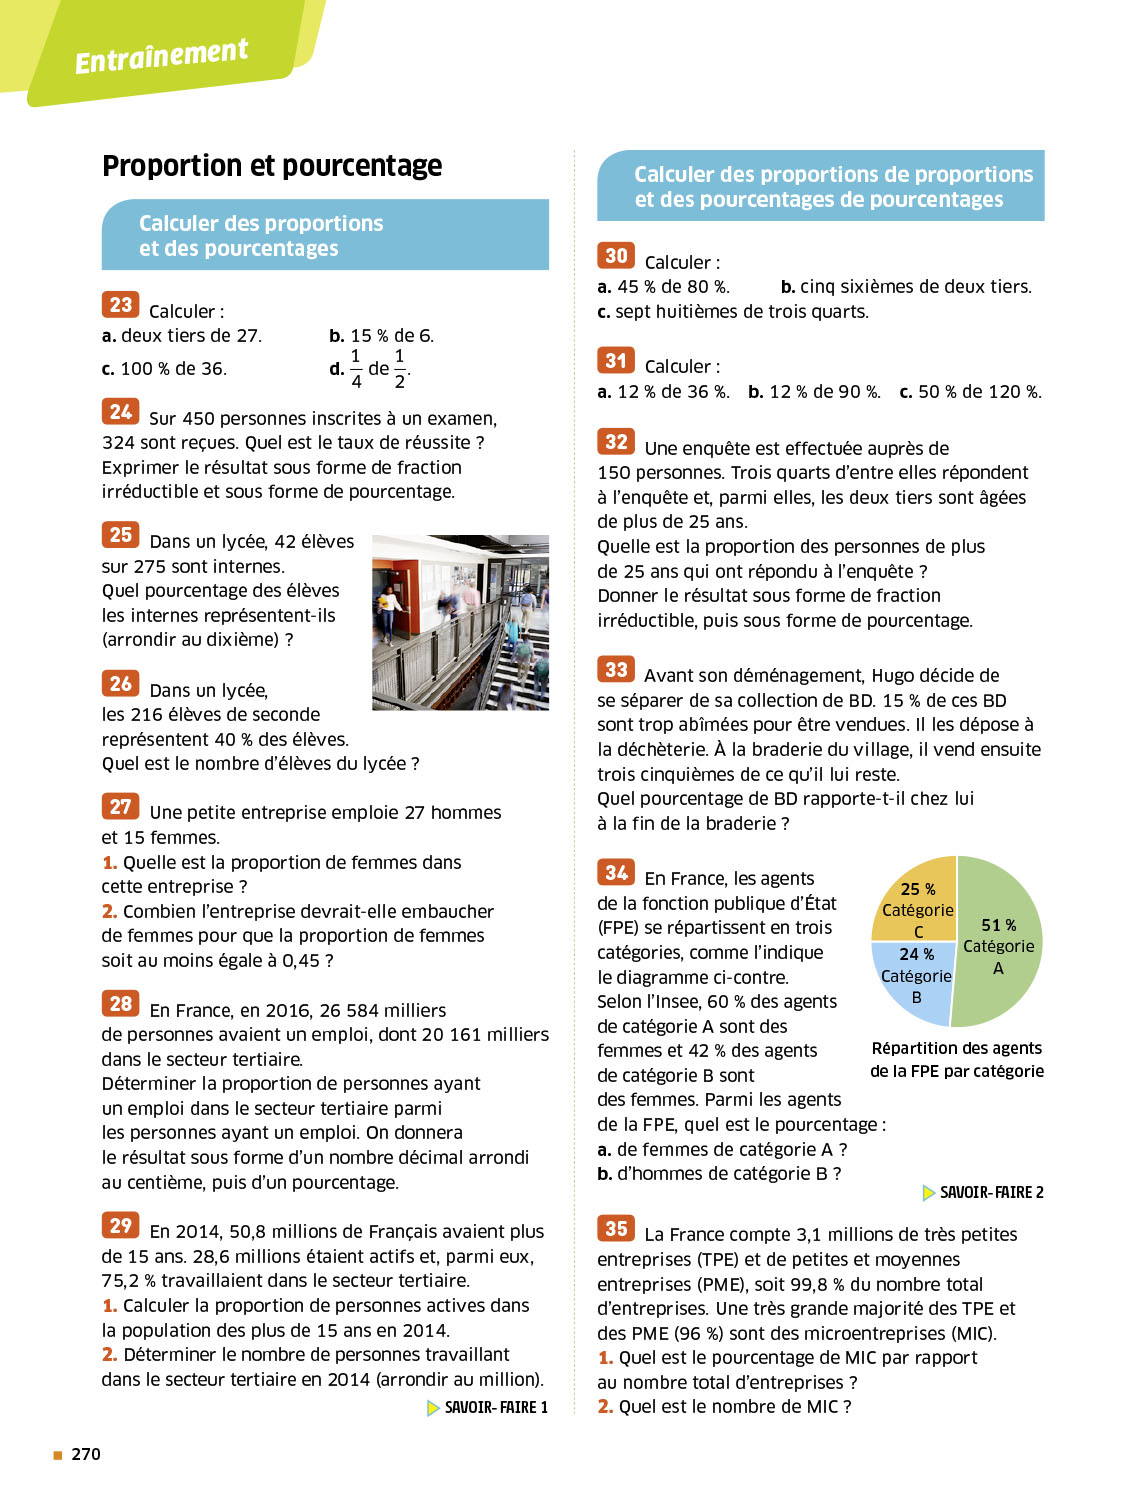 Entraînement
Proportion et pourcentage
Calculer des proportions
et des pourcentages
23 Calculer :
a. deux tiers de 27. b. 15 % de 6.
c. 100 % de 36. d. 1/4 de 1/2.
24 Sur 450 personnes inscrites à un examen,
324 sont reçues. Quel est le taux de réussite ?
Exprimer le résultat sous forme de fraction
irréductible et sous forme de pourcentage.
25 Dans un lycée, 42 élèves
sur 275 sont internes.
Quel pourcentage des élèves
les internes représentent-ils
(arrondir au dixième) ?
26 Dans un lycée,
les 216 élèves de seconde
représentent 40 % des élèves.
Quel est le nombre d'élèves du lycée ?
27 Une petite entreprise emploie 27 hommes
et 15 femmes.
1. Quelle est la proportion de femmes dans
cette entreprise ?
2. Combien l'entreprise devrait-elle embaucher
de femmes pour que la proportion de femmes
soit au moins égale à 0,45 ?
28 En France, en 2016, 26 584 milliers
de personnes avaient un emploi, dont 20 161 milliers
dans le secteur tertiaire.
Déterminer la proportion de personnes ayant
un emploi dans le secteur tertiaire parmi
les personnes ayant un emploi. On donnera
le résultat sous forme d'un nombre décimal arrondi
au centième, puis d'un pourcentage.
29 En 2014, 50,8 millions de Français avaient plus
de 15 ans. 28,6 millions étaient actifs et, parmi eux,
75,2 % travaillaient dans le secteur tertiaire.
1. Calculer la proportion de personnes actives dans
la population des plus de 15 ans en 2014.
2. Déterminer le nombre de personnes travaillant
dans le secteur tertiaire en 2014 (arrondir au million).
SAVOIR-FAIRE 1
Calculer des proportions de proportions
et des pourcentages de pourcentages
30 Calculer :
a. 45 % de 80 %. b. cinq sixièmes de deux tiers.
c. sept huitièmes de trois quarts.
31 Calculer :
a. 12 % de 36 %. b. 12 % de 90 %. c. 50 % de 120 %.
32 Une enquête est effectuée auprès de
150 personnes. Trois quarts d'entre elles répondent
à l'enquête et, parmi elles, les deux tiers sont âgées
de plus de 25 ans.
Quelle est la proportion des personnes de plus
de 25 ans qui ont répondu à l'enquête ?
Donner le résultat sous forme de fraction
irréductible, puis sous forme de pourcentage.
33 Avant son déménagement, Hugo décide de
se séparer de sa collection de BD. 15 % de ces BD
sont trop abîmées pour être vendues. Il les dépose à
la déchèterie. À la braderie du village, il vend ensuite
trois cinquièmes de ce qu'il lui reste.
Quel pourcentage de BD rapporte-t-il chez lui
à la fin de la braderie ?
34 En France, les agents
de la fonction publique d'État
(FPE) se répartissent en trois
catégories, comme l'indique
le diagramme ci-contre.
Selon l'Insee, 60 % des agents
de catégorie A sont des
femmes et 42 % des agents
de catégorie B sont
des femmes. Parmi les agents
de la FPE, quel est le pourcentage :
a. de femmes de catégorie A ?
b. d'hommes de catégorie B ?
25 %
Catégorie
C
51 %
Catégorie
A
24 %
Catégorie
B
Répartition des agents
de la FPE par catégorie
SAVOIR-FAIRE 2
35 La France compte 3,1 millions de très petites
entreprises (TPE) et de petites et moyennes
entreprises (PME), soit 99,8 % du nombre total
d'entreprises. Une très grande majorité des TPE et
des PME (96 %) sont des microentreprises (MIC).
1. Quel est le pourcentage de MIC par rapport
au nombre total d'entreprises ?
2. Quel est le nombre de MIC ?
270